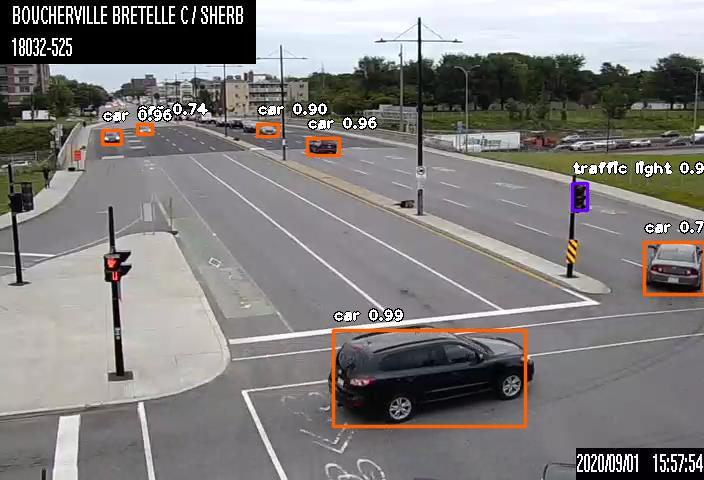 BOUCHERVILLE BRETELLE C / SHERB
18032-525
car 0.96
0.74
car 0.90
car 0.96
traffic light 0.9
car 0.7
car 0.99
2020/09/01 15:57:54